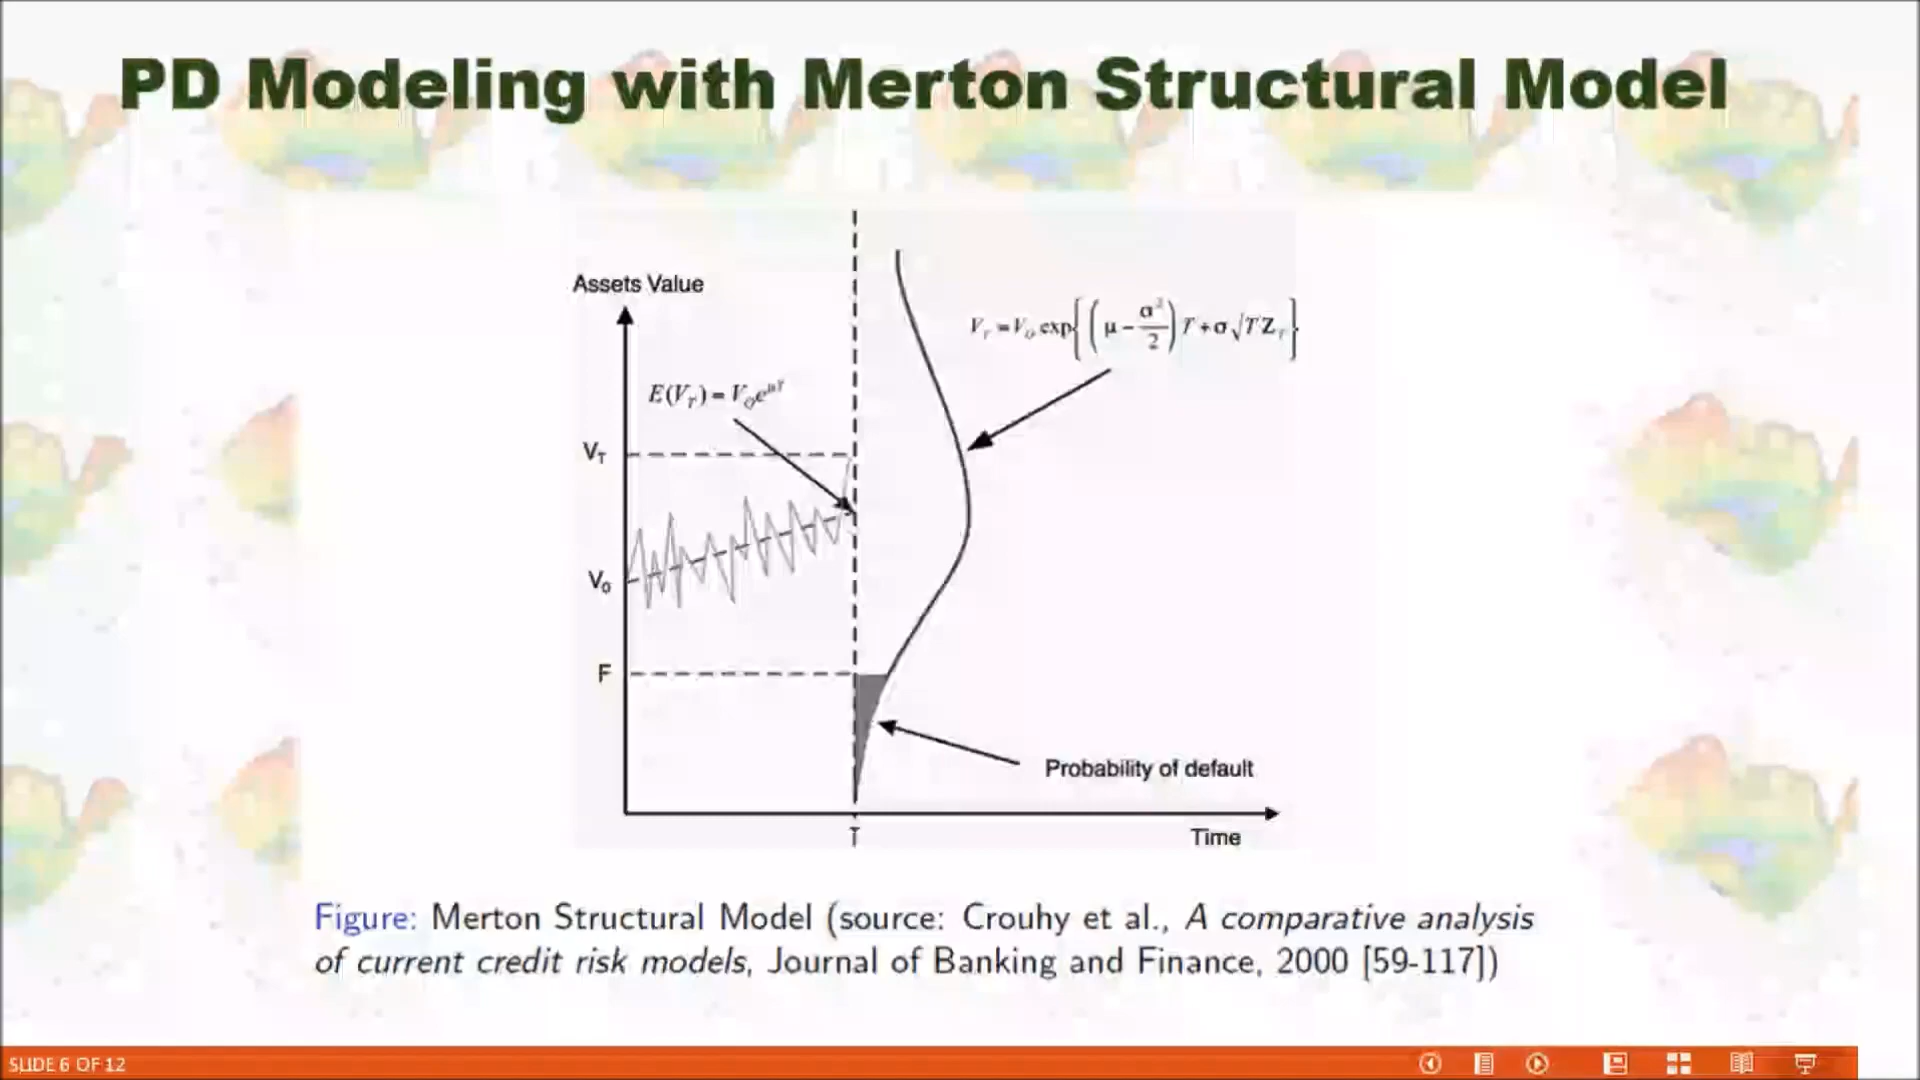 PD Modeling with Merton Structural Model
Assets Value
V_T = V_0 exp{(μ - σ²/2) T + σ√T Z_T}
E(V_T) = V_0 e^{μT}
V_T
V_0
F
Probability of default
T
Time
Figure: Merton Structural Model (source: Crouhy et al., A comparative analysis
of current credit risk models, Journal of Banking and Finance, 2000 [59-117])
SLIDE 6 OF 12